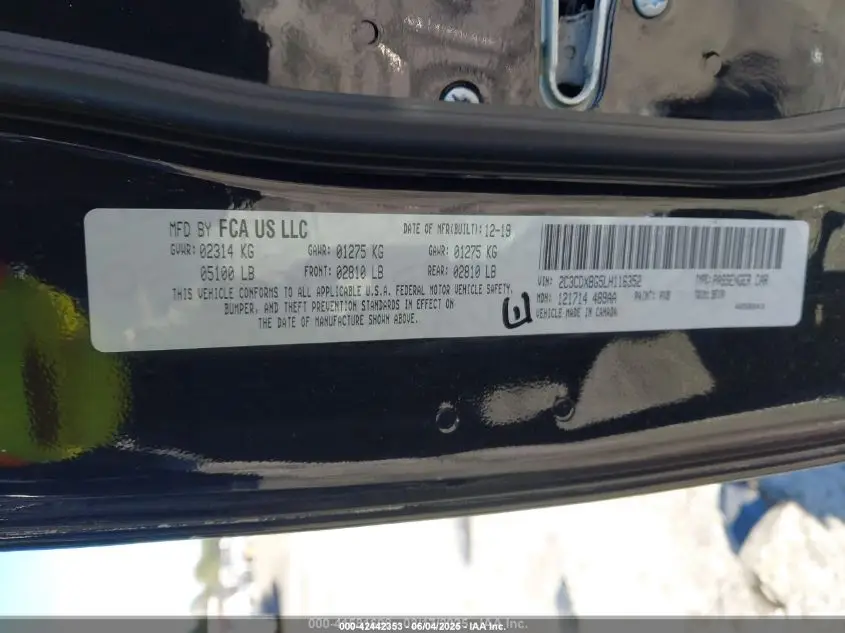 MFD BY FCA US LLC DATE OF MFR(BUILT): 12-19
GVWR: 02314 KG GAWR: 01275 KG GAWR: 01275 KG
05100 LB FRONT: 02810 LB REAR: 02810 LB
THIS VEHICLE CONFORMS TO ALL APPLICABLE U.S.A. FEDERAL MOTOR VEHICLE SAFETY,
BUMPER, AND THEFT PREVENTION STANDARDS IN EFFECT ON
THE DATE OF MANUFACTURE SHOWN ABOVE.
VIN: 2C3CDXBG5LH116352 TYPE: PASSENGER CAR
MDH: 121714 489AA PAINT:
VEHICLE MADE IN CANADA
000-42442353 - 06/04/2025 - IAA Inc.